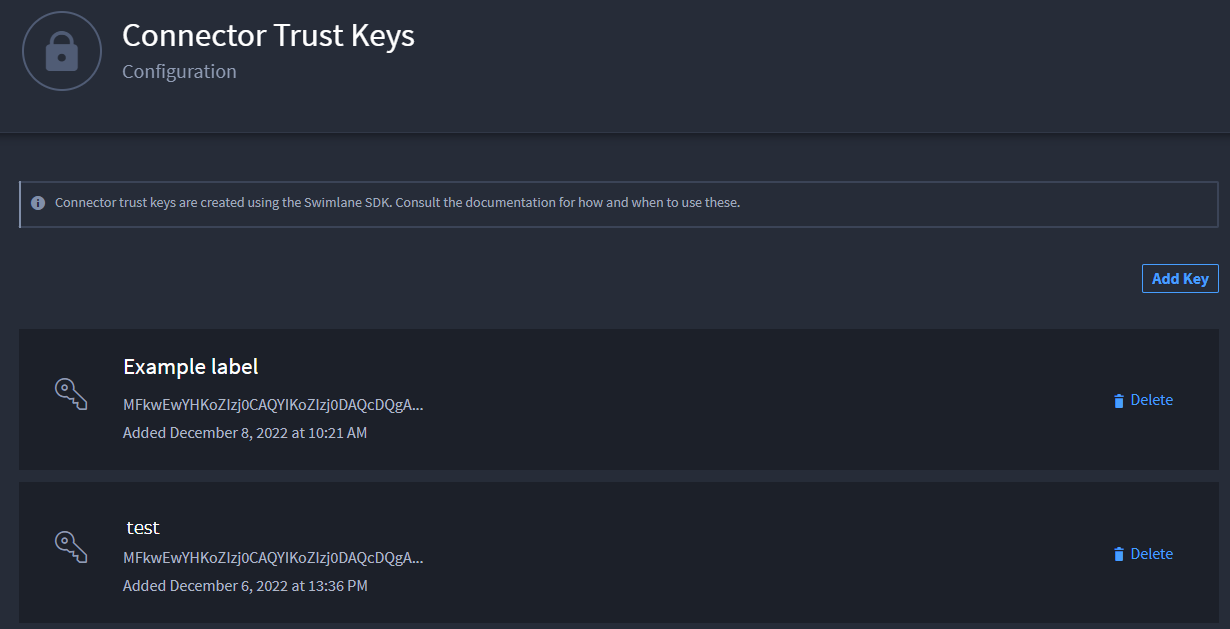 Connector Trust Keys
Configuration
Connector trust keys are created using the Swimlane SDK. Consult the documentation for how and when to use these.
Add Key
Example label
MFkwEwYHKoZIzj0CAQYIKoZIzj0DAQcDQgA...
Added December 8, 2022 at 10:21 AM
Delete
test
MFkwEwYHKoZIzj0CAQYIKoZIzj0DAQcDQgA...
Added December 6, 2022 at 13:36 PM
Delete